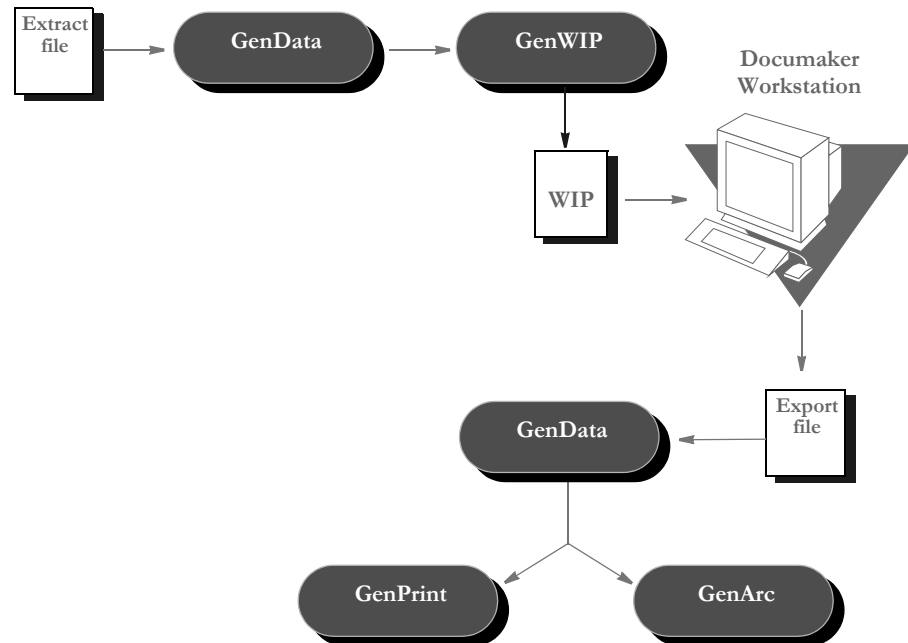 Extract
file
GenData
GenWIP
Documaker
Workstation
WIP
Export
file
GenData
GenPrint
GenArc